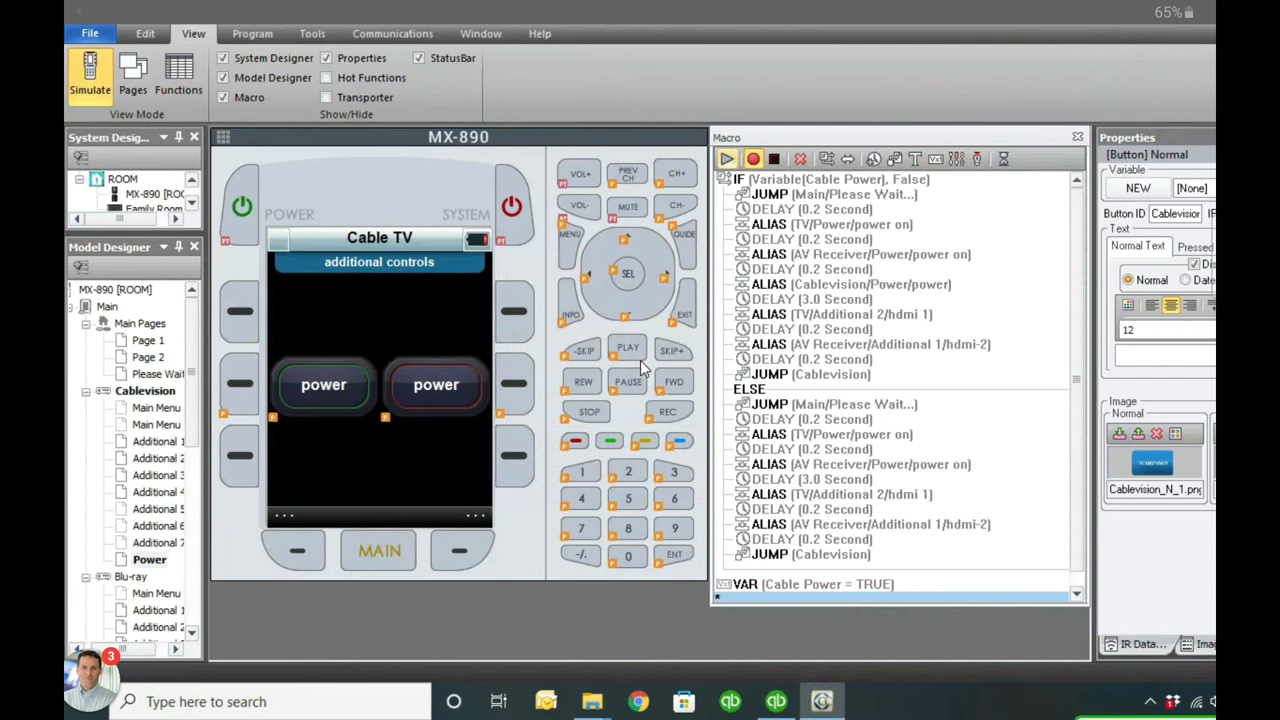 65%
File Edit View Program Tools Communications Window Help
Simulate Pages Functions
View Mode
System Designer Properties StatusBar
Model Designer Hot Functions
Macro Transporter
Show/Hide
System Desig...
ROOM
MX-890 [ROO
Family Room
Model Designer
MX-890 [ROOM]
Main
Main Pages
Page 1
Page 2
Please Wait
Cablevision
Main Menu
Main Menu
Additional 1
Additional 2
Additional 3
Additional 4
Additional 5
Additional 6
Additional 7
Power
Blu-ray
Main Menu
Additional 1
Additional 2
MX-890
POWER SYSTEM
Cable TV
additional controls
power power
... ...
MAIN
VOL+ PREV CH CH+
VOL- MUTE CH-
MENU GUIDE
SEL
INFO EXIT
-SKIP PLAY SKIP+
REW PAUSE FWD
STOP REC
1 2 3
4 5 6
7 8 9
-/. 0 ENT
Macro
IF (Variable(Cable Power), False)
JUMP (Main/Please Wait...)
DELAY (0.2 Second)
ALIAS (TV/Power/power on)
DELAY (0.2 Second)
ALIAS (AV Receiver/Power/power on)
DELAY (0.2 Second)
ALIAS (Cablevision/Power/power)
DELAY (3.0 Second)
ALIAS (TV/Additional 2/hdmi 1)
DELAY (0.2 Second)
ALIAS (AV Receiver/Additional 1/hdmi-2)
DELAY (0.2 Second)
JUMP (Cablevision)
ELSE
JUMP (Main/Please Wait...)
DELAY (0.2 Second)
ALIAS (TV/Power/power on)
DELAY (0.2 Second)
ALIAS (AV Receiver/Power/power on)
DELAY (3.0 Second)
ALIAS (TV/Additional 2/hdmi 1)
DELAY (0.2 Second)
ALIAS (AV Receiver/Additional 1/hdmi-2)
DELAY (0.2 Second)
JUMP (Cablevision)
VAR (Cable Power = TRUE)
*
Properties
[Button] Normal
Variable
NEW [None]
Button ID Cablevision
Text
Normal Text Pressed
Normal Date
12
Image
Normal
Cablevision_N_1.png
IR Data... Imag
3
Type here to search